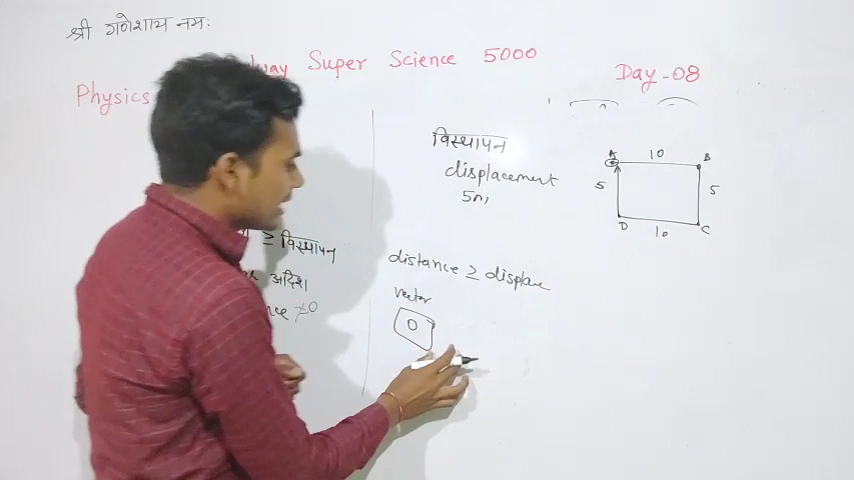 श्री गणेशाय नमः
Super Science 5000
Physics
Day-08
विस्थापन
displacement
5m
A 10 B
5 5
D 10 C
≥ विस्थापन
distance ≥ displace
अदिश
vector
≠0
0